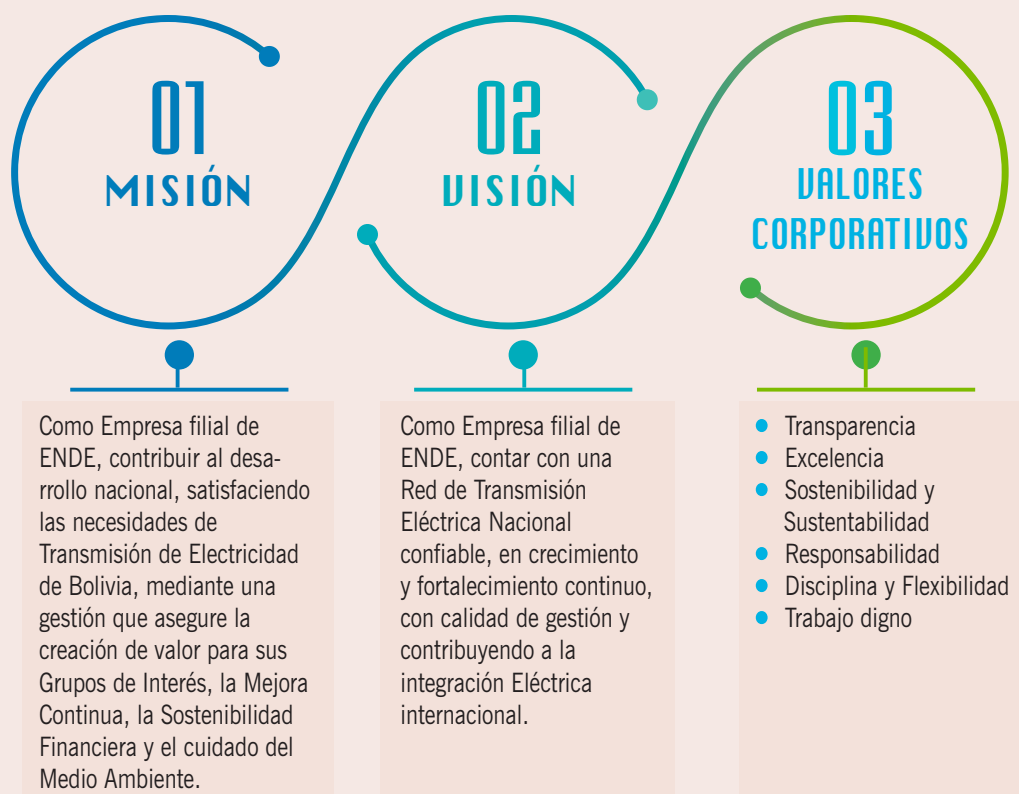 01
MISIÓN
Como Empresa filial de
ENDE, contribuir al desa-
rrollo nacional, satisfaciendo
las necesidades de
Transmisión de Electricidad
de Bolivia, mediante una
gestión que asegure la
creación de valor para sus
Grupos de Interés, la Mejora
Continua, la Sostenibilidad
Financiera y el cuidado del
Medio Ambiente.
02
VISIÓN
Como Empresa filial de
ENDE, contar con una
Red de Transmisión
Eléctrica Nacional
confiable, en crecimiento
y fortalecimiento continuo,
con calidad de gestión y
contribuyendo a la
integración Eléctrica
internacional.
03
VALORES
CORPORATIVOS
• Transparencia
• Excelencia
• Sostenibilidad y
Sustentabilidad
• Responsabilidad
• Disciplina y Flexibilidad
• Trabajo digno